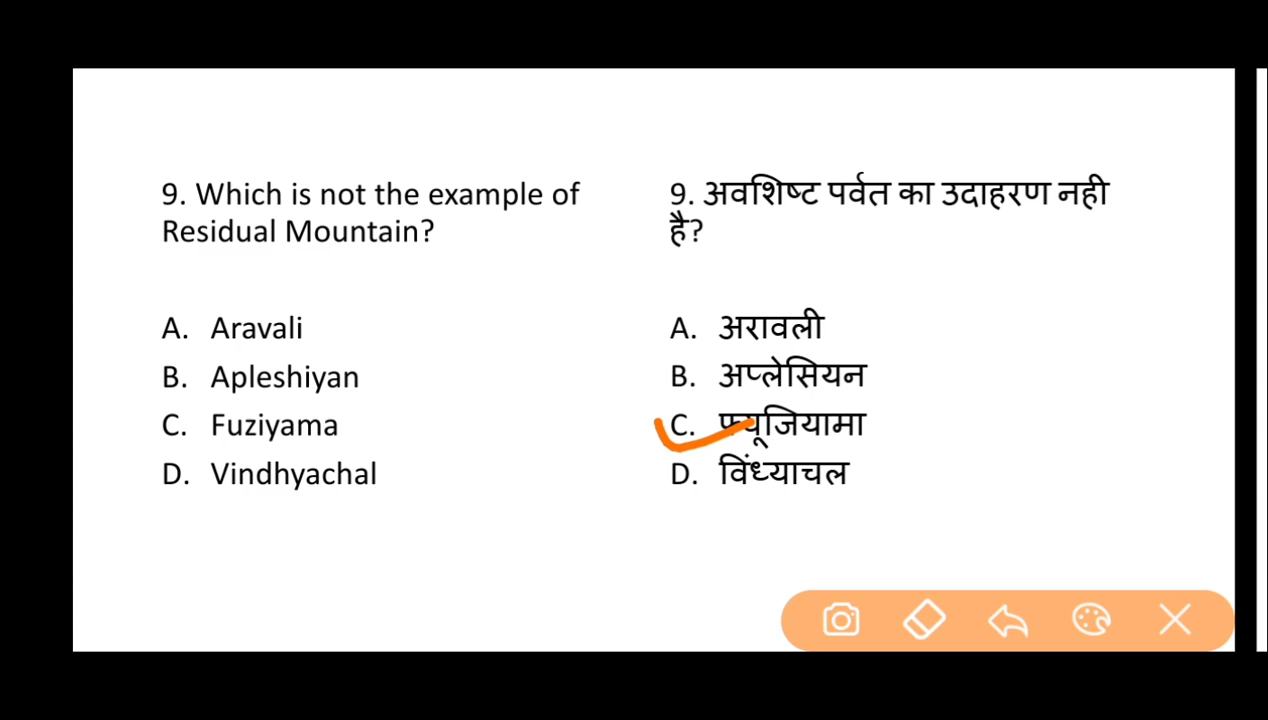 9. Which is not the example of
Residual Mountain?
A. Aravali
B. Apleshiyan
C. Fuziyama
D. Vindhyachal
9. अवशिष्ट पर्वत का उदाहरण नही
है?
A. अरावली
B. अप्लेसियन
C. फ्यूजियामा
D. विंध्याचल